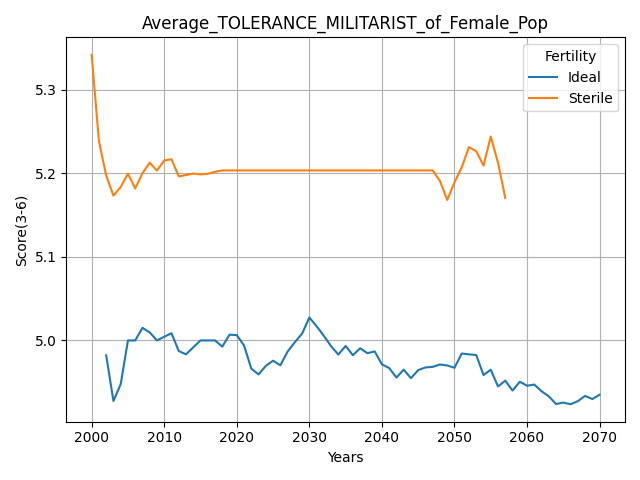 Average_TOLERANCE_MILITARIST_of_Female_Pop
Fertility
Ideal
Sterile
Score(3-6)
5.3
5.2
5.1
5.0
2000 2010 2020 2030 2040 2050 2060 2070
Years